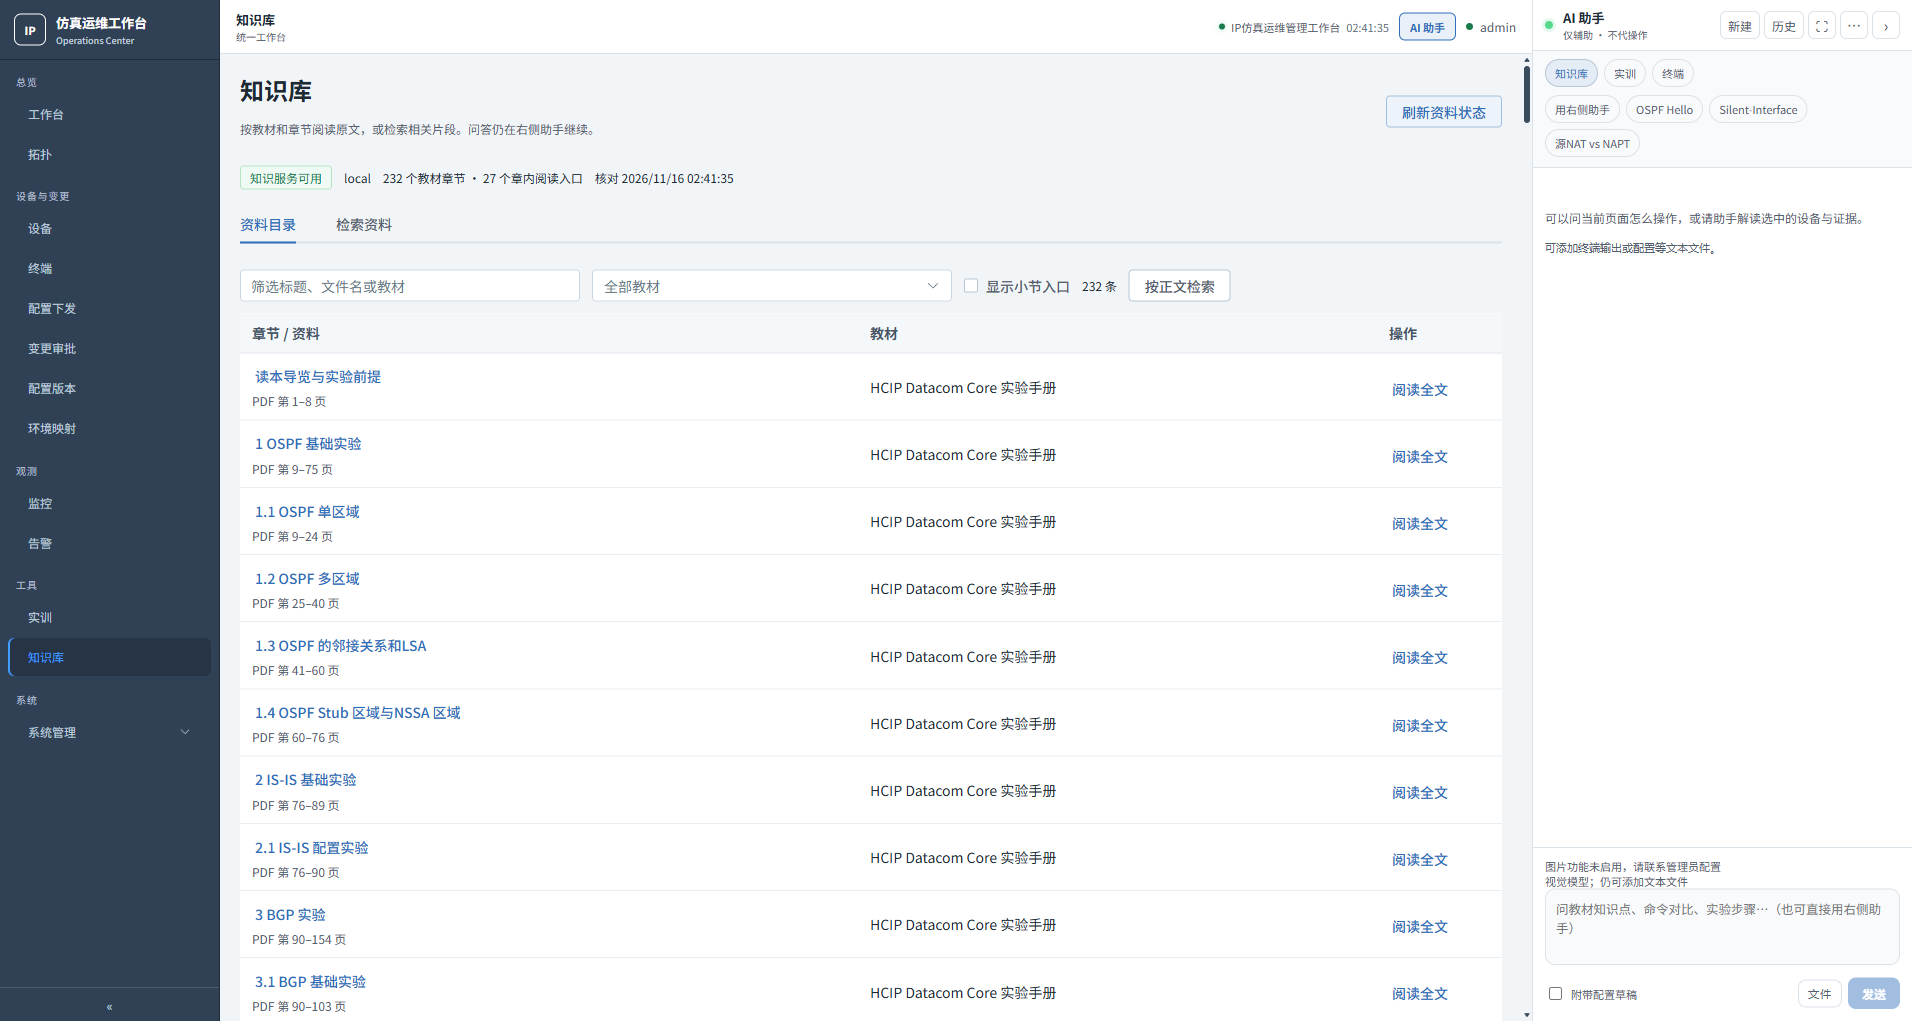 IP
仿真运维工作台
Operations Center
总览
工作台
拓扑
设备与变更
设备
终端
配置下发
变更审批
配置版本
环境映射
观测
监控
告警
工具
实训
知识库
系统
系统管理
«
知识库
统一工作台
IP仿真运维管理工作台 02:41:35 AI 助手 admin
知识库
按教材和章节阅读原文，或检索相关片段。问答仍在右侧助手继续。
刷新资料状态
知识服务可用 local 232 个教材章节 · 27 个章内阅读入口 核对 2026/11/16 02:41:35
资料目录 检索资料
筛选标题、文件名或教材 全部教材 显示小节入口 232 条 按正文检索
章节 / 资料 教材 操作
读本导览与实验前提
PDF 第 1–8 页
HCIP Datacom Core 实验手册 阅读全文
1 OSPF 基础实验
PDF 第 9–75 页
HCIP Datacom Core 实验手册 阅读全文
1.1 OSPF 单区域
PDF 第 9–24 页
HCIP Datacom Core 实验手册 阅读全文
1.2 OSPF 多区域
PDF 第 25–40 页
HCIP Datacom Core 实验手册 阅读全文
1.3 OSPF 的邻接关系和LSA
PDF 第 41–60 页
HCIP Datacom Core 实验手册 阅读全文
1.4 OSPF Stub 区域与NSSA 区域
PDF 第 60–76 页
HCIP Datacom Core 实验手册 阅读全文
2 IS-IS 基础实验
PDF 第 76–89 页
HCIP Datacom Core 实验手册 阅读全文
2.1 IS-IS 配置实验
PDF 第 76–90 页
HCIP Datacom Core 实验手册 阅读全文
3 BGP 实验
PDF 第 90–154 页
HCIP Datacom Core 实验手册 阅读全文
3.1 BGP 基础实验
PDF 第 90–103 页
HCIP Datacom Core 实验手册 阅读全文
AI 助手
仅辅助 · 不代操作
新建 历史 ⛶ ··· ›
知识库 实训 终端
用右侧助手 OSPF Hello Silent-Interface
源NAT vs NAPT
可以问当前页面怎么操作，或请助手解读选中的设备与证据。
可添加终端输出或配置等文本文件。
图片功能未启用，请联系管理员配置
视觉模型；仍可添加文本文件
问教材知识点、命令对比、实验步骤…（也可直接用右侧助
手）
附带配置草稿 文件 发送